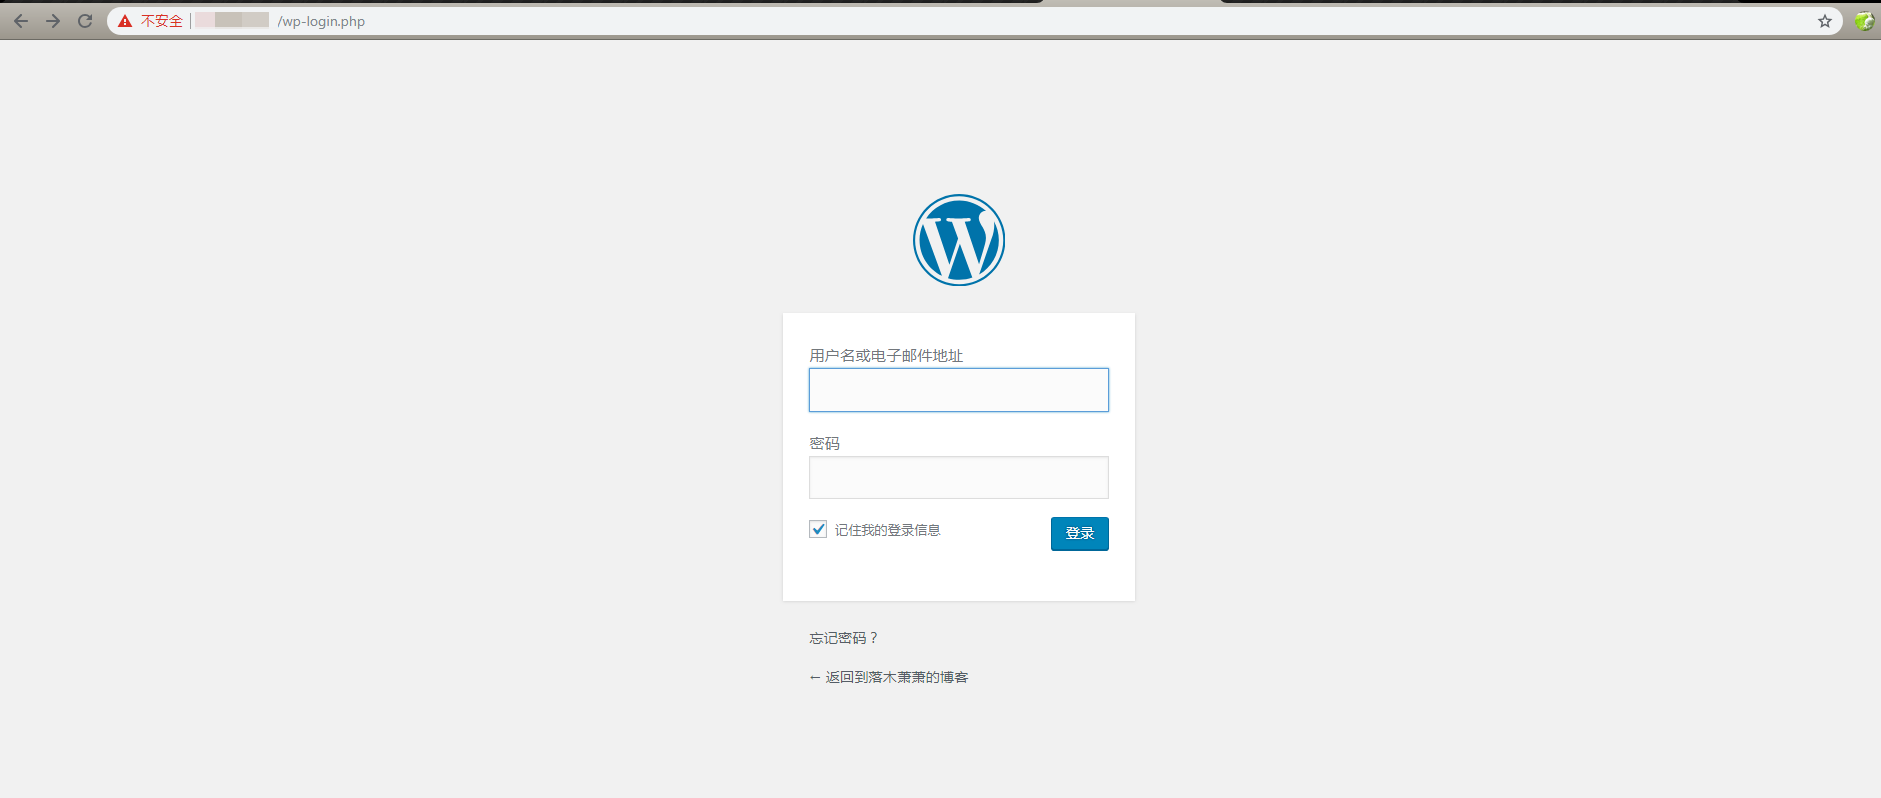 不安全 /wp-login.php
用户名或电子邮件地址
密码
记住我的登录信息
登录
忘记密码？
← 返回到落木萧萧的博客